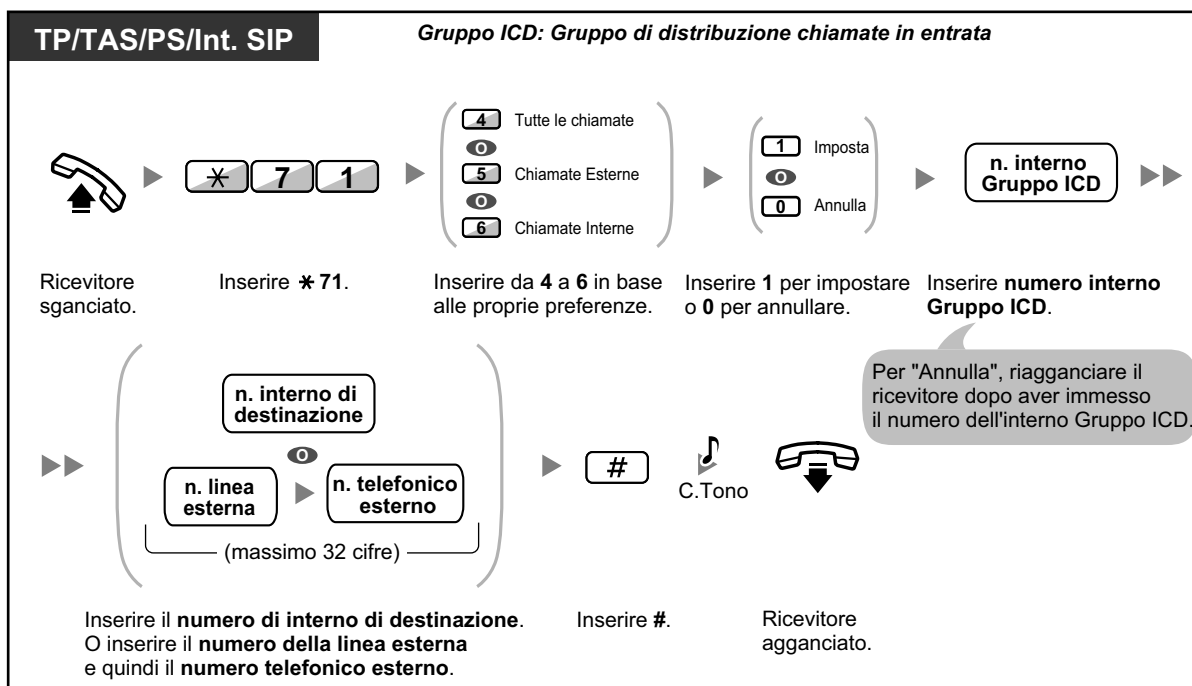 TP/TAS/PS/Int. SIP
Gruppo ICD: Gruppo di distribuzione chiamate in entrata
Ricevitore
sganciato.
* 7 1
Inserire * 71.
4 Tutte le chiamate
O
5 Chiamate Esterne
O
6 Chiamate Interne
Inserire da 4 a 6 in base
alle proprie preferenze.
1 Imposta
O
0 Annulla
Inserire 1 per impostare
o 0 per annullare.
n. interno
Gruppo ICD
Inserire numero interno
Gruppo ICD.
Per "Annulla", riagganciare il
ricevitore dopo aver immesso
il numero dell'interno Gruppo ICD.
n. interno di
destinazione
O
n. linea
esterna
n. telefonico
esterno
(massimo 32 cifre)
Inserire il numero di interno di destinazione.
O inserire il numero della linea esterna
e quindi il numero telefonico esterno.
#
Inserire #.
C.Tono
Ricevitore
agganciato.